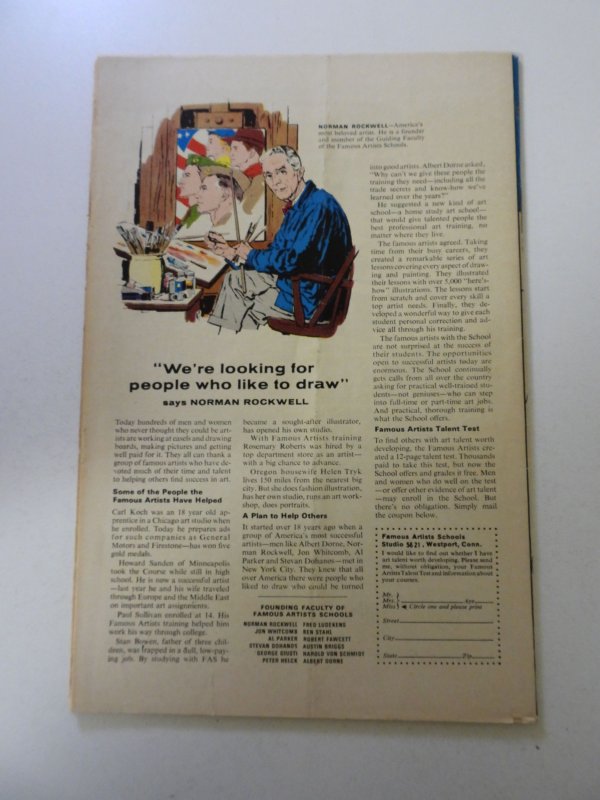 NORMAN ROCKWELL—America's
most beloved artist. He is a founder
and member of the Guiding Faculty
of the Famous Artists Schools.
"We're looking for
people who like to draw"
says NORMAN ROCKWELL
Today hundreds of men and women
who never thought they could be art-
ists are working at easels and drawing
boards, making pictures and getting
well paid for it. They all can thank a
group of famous artists who have de-
voted much of their time and talent
to helping others find success in art.
Some of the People the
Famous Artists Have Helped
Carl Koch was an 18 year old ap-
prentice in a Chicago art studio when
he enrolled. Today he prepares ads
for such companies as General
Motors and Firestone—has won five
gold medals.
Howard Sanden of Minneapolis
took the Course while still in high
school. He is now a successful artist
—last year he and his wife traveled
through Europe and the Middle East
on important art assignments.
Paul Sollivan enrolled at 14. His
Famous Artists training helped him
work his way through college.
Stan Bowen, father of three chil-
dren, was trapped in a dull, low-pay-
ing job. By studying with FAS he
became a sought-after illustrator,
has opened his own studio.
With Famous Artists training
Rosemary Roberts was hired by a
top department store as an artist—
with a big chance to advance.
Oregon housewife Helen Tryk
lives 150 miles from the nearest big
city. But she does fashion illustration,
has her own studio, runs an art work-
shop, does portraits.
A Plan to Help Others
It started over 18 years ago when a
group of America's most successful
artists—men like Albert Dorne, Nor-
man Rockwell, Jon Whitcomb, Al
Parker and Stevan Dohanos—met in
New York City. They knew that all
over America there were people who
liked to draw who could be turned
into good artists. Albert Dorne asked,
"Why can't we give these people the
training they need—including all the
trade secrets and know-how we've
learned over the years?"
He suggested a new kind of art
school—a home study art school—
that would give talented people the
best professional art training, no
matter where they live.
The famous artists agreed. Taking
time from their busy careers, they
created a remarkable series of art
lessons covering every aspect of draw-
ing and painting. They illustrated
their lessons with over 5,000 "here's-
how" illustrations. The lessons start
from scratch and cover every skill a
top artist needs. Finally, they de-
veloped a wonderful way to give each
student personal correction and ad-
vice all through his training.
The famous artists with the School
are not surprised at the success of
their students. The opportunities
open to successful artists today are
enormous. The School continually
gets calls from all over the country
asking for practical well-trained stu-
dents—not geniuses—who can step
into full-time or part-time art jobs.
And practical, thorough training is
what the School offers.
Famous Artists Talent Test
To find others with art talent worth
developing, the Famous Artists cre-
ated a 12-page talent test. Thousands
paid to take this test, but now the
School offers and grades it free. Men
and women who do well on the test
—or offer other evidence of art talent
—may enroll in the School. But
there's no obligation. Simply mail
the coupon below.
FOUNDING FACULTY OF
FAMOUS ARTISTS SCHOOLS
NORMAN ROCKWELL FRED LUDEKENS
JON WHITCOMB BEN STAHL
AL PARKER ROBERT FAWCETT
STEVAN DOHANOS AUSTIN BRIGGS
GEORGE GIUSTI HAROLD VON SCHMIDT
PETER HELCK ALBERT DORNE
Famous Artists Schools
Studio 5621, Westport, Conn.
I would like to find out whether I have
art talent worth developing. Please send
me, without obligation, your Famous
Artists Talent Test and information about
your courses.
Mr.
Mrs. Age
Miss Circle one and please print
Street
City
State Zip